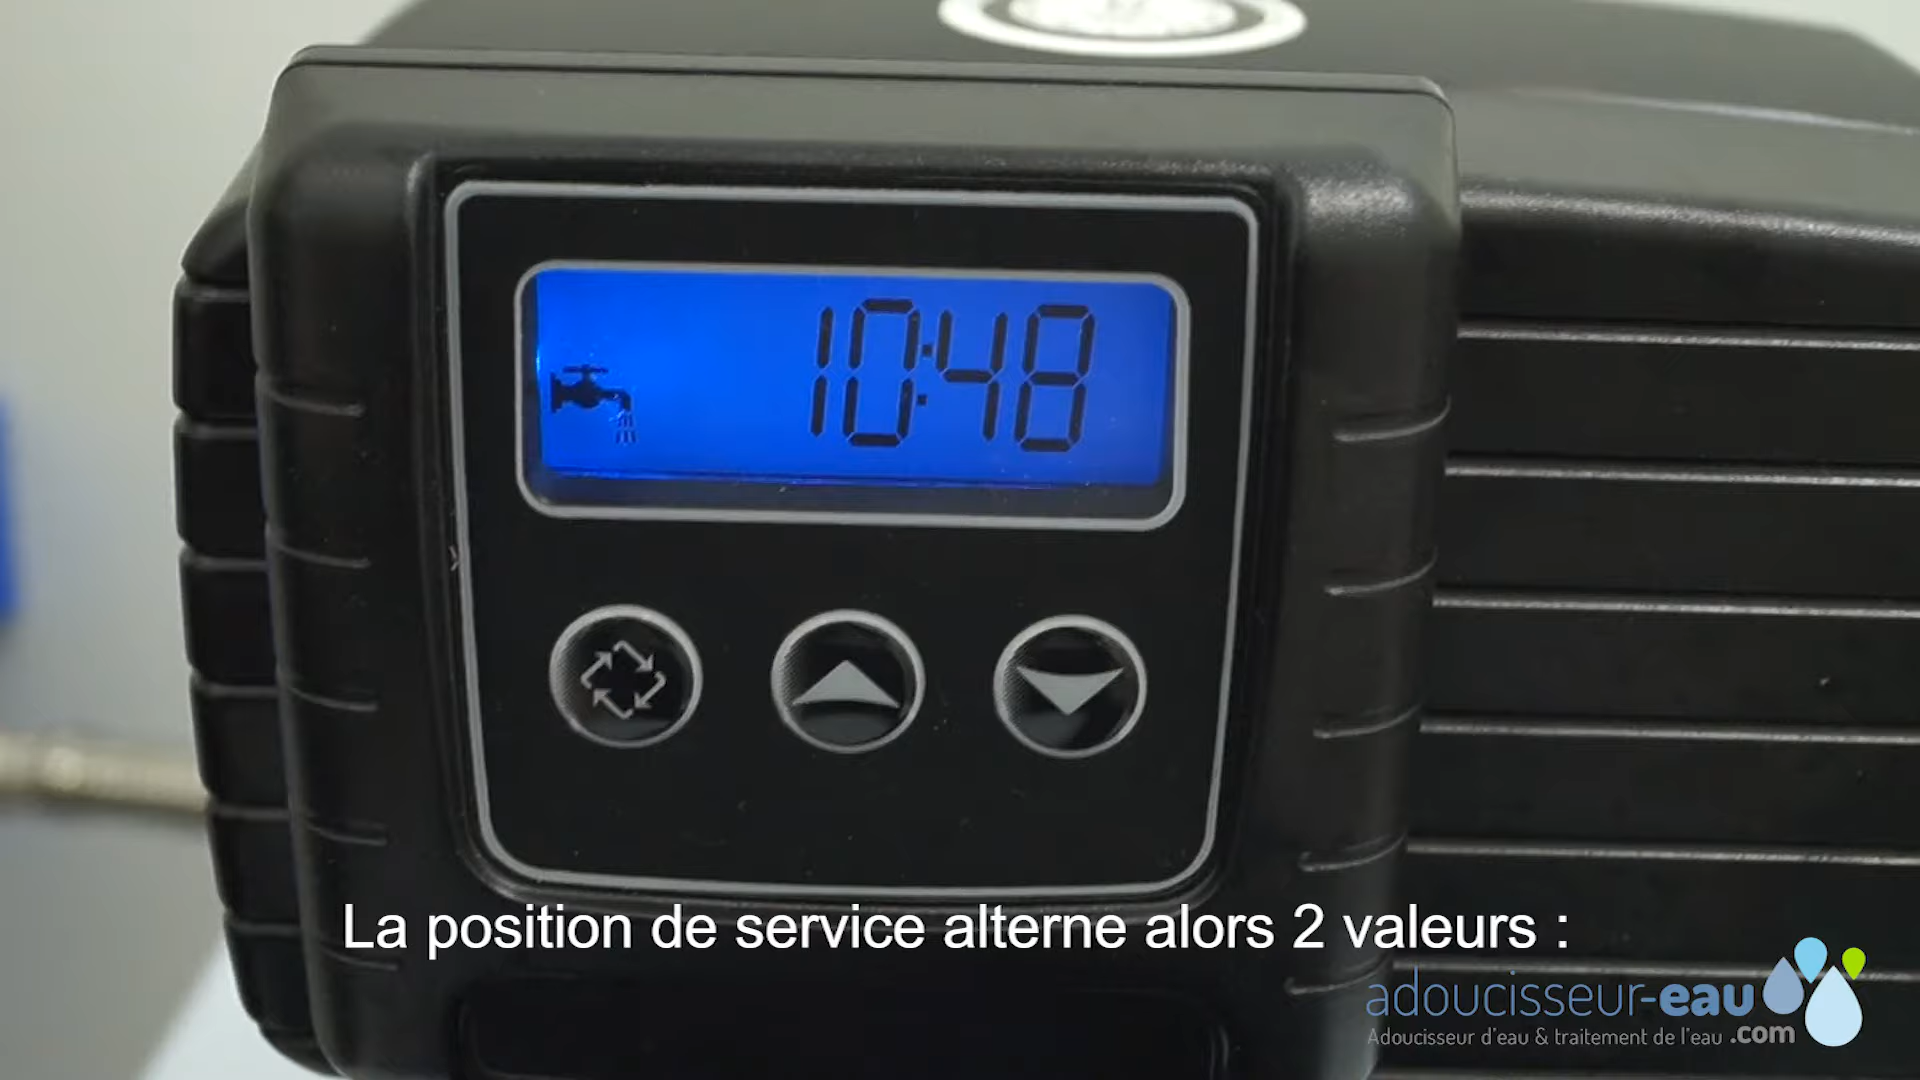 10:48
La position de service alterne alors 2 valeurs :
adoucisseur-eau
Adoucisseur d'eau & traitement de l'eau .com